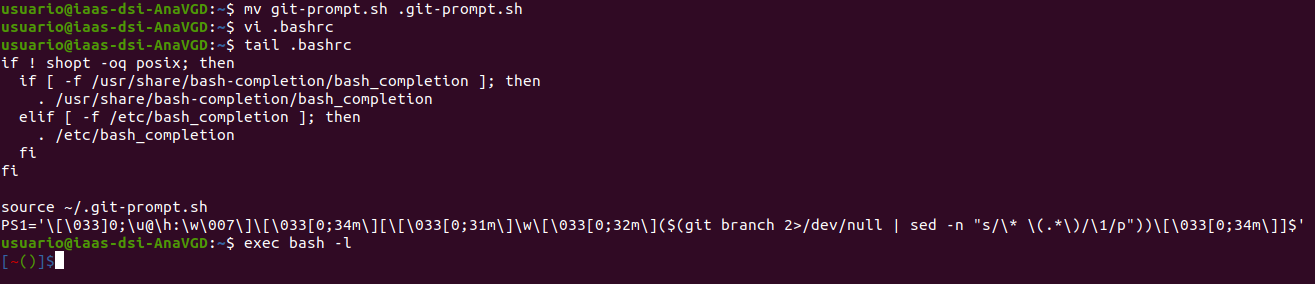 usuario@iaas-dsi-AnaVGD:~$ mv git-prompt.sh .git-prompt.sh
usuario@iaas-dsi-AnaVGD:~$ vi .bashrc
usuario@iaas-dsi-AnaVGD:~$ tail .bashrc
if ! shopt -oq posix; then
  if [ -f /usr/share/bash-completion/bash_completion ]; then
    . /usr/share/bash-completion/bash_completion
  elif [ -f /etc/bash_completion ]; then
    . /etc/bash_completion
  fi
fi

source ~/.git-prompt.sh
PS1='\[\033]0;\u@\h:\w\007\]\[\033[0;34m\][\[\033[0;31m\]\w\[\033[0;32m\]($(git branch 2>/dev/null | sed -n "s/\* \(.*\)/\1/p"))\[\033[0;34m\]]$'
usuario@iaas-dsi-AnaVGD:~$ exec bash -l
[~()]$